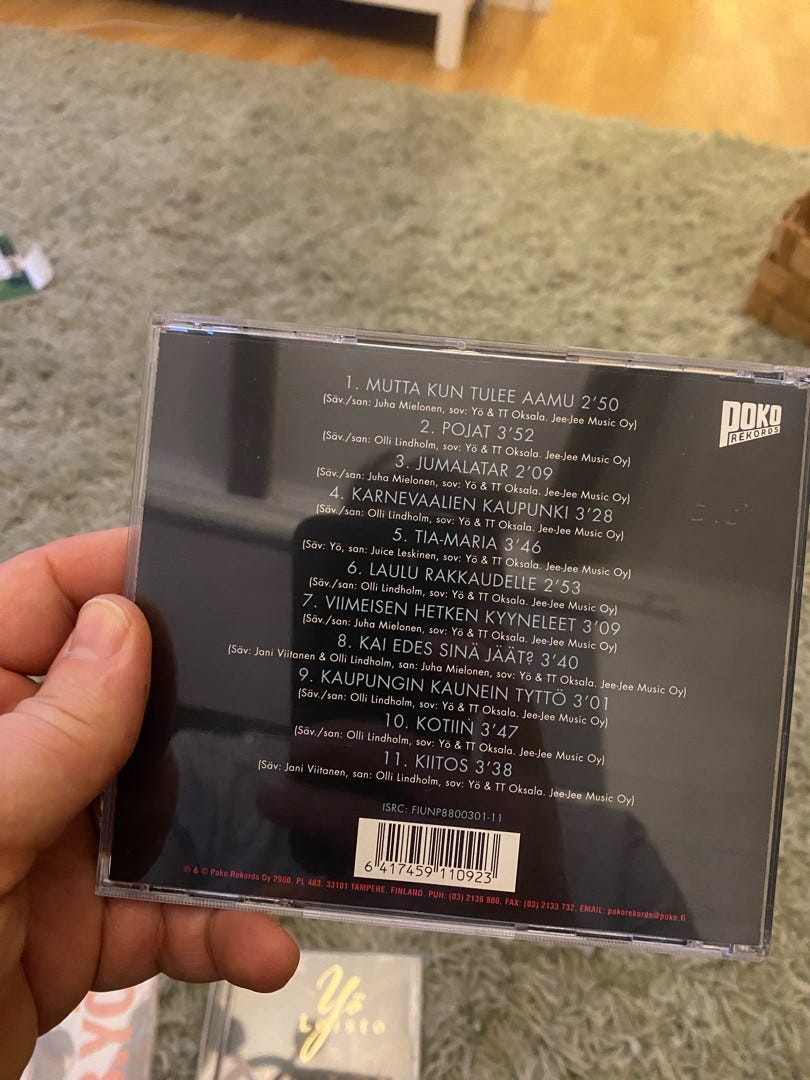 POKO
REKORDS
1. MUTTA KUN TULEE AAMU 2'50
(Säv./san: Juha Mielonen, sov: Yö & TT Oksala. Jee-Jee Music Oy)
2. POJAT 3'52
(Säv./san: Olli Lindholm, sov: Yö & TT Oksala. Jee-Jee Music Oy)
3. JUMALATAR 2'09
(Säv./san: Juha Mielonen, sov: Yö & TT Oksala. Jee-Jee Music Oy)
4. KARNEVAALIEN KAUPUNKI 3'28
(Säv./san: Olli Lindholm, sov: Yö & TT Oksala. Jee-Jee Music Oy)
5. TIA-MARIA 3'46
(Säv: Yö, san: Juice Leskinen, sov: Yö & TT Oksala. Jee-Jee Music Oy)
6. LAULU RAKKAUDELLE 2'53
(Säv./san: Olli Lindholm, sov: Yö & TT Oksala. Jee-Jee Music Oy)
7. VIIMEISEN HETKEN KYYNELEET 3'09
(Säv./san: Juha Mielonen, sov: Yö & TT Oksala. Jee-Jee Music Oy)
8. KAI EDES SINÄ JÄÄT? 3'40
(Säv: Jani Viitanen & Olli Lindholm, san: Juha Mielonen, sov: Yö & TT Oksala. Jee-Jee Music Oy)
9. KAUPUNGIN KAUNEIN TYTTÖ 3'01
(Säv./san: Olli Lindholm, sov: Yö & TT Oksala. Jee-Jee Music Oy)
10. KOTIIN 3'47
(Säv./san: Olli Lindholm, sov: Yö & TT Oksala. Jee-Jee Music Oy)
11. KIITOS 3'38
(Säv: Jani Viitanen, san: Olli Lindholm, sov: Yö & TT Oksala. Jee-Jee Music Oy)
ISRC: FIUNP8800301-11
6 417459 110923
℗ & © Poko Rekords Oy 2000, PL 483, 33101 TAMPERE, FINLAND. PUH: (03) 2136 800, FAX: (03) 2133 732, EMAIL: pokorekords@poko.fi
Yö
Loisto